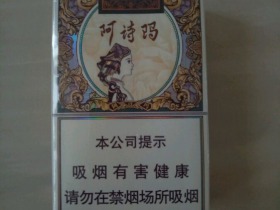 阿诗玛
本公司提示
吸烟有害健康
请勿在禁烟场所吸烟